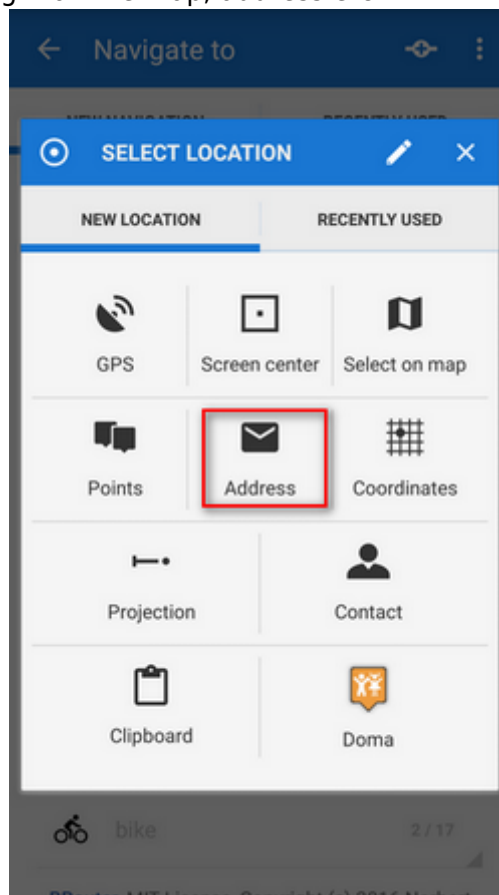 Navigate to
SELECT LOCATION
NEW LOCATION RECENTLY USED
GPS Screen center Select on map
Points Address Coordinates
Projection Contact
Clipboard Doma
bike 2/17